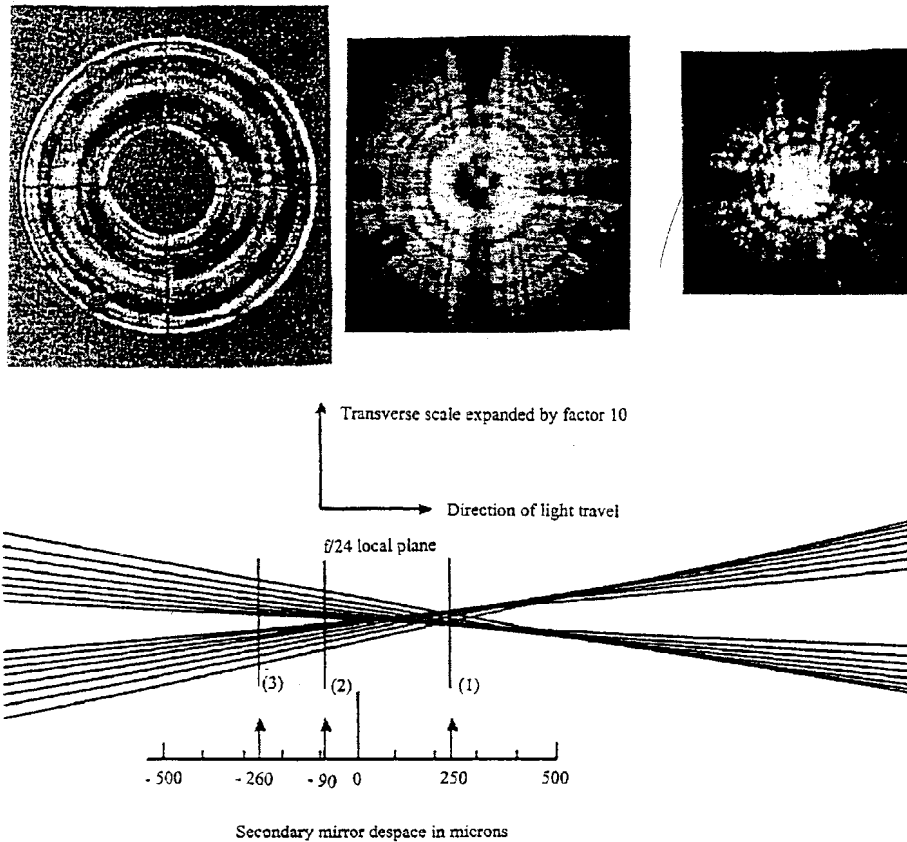 Transverse scale expanded by factor 10
Direction of light travel
f/24 local plane
(3)
(2)
(1)
- 500
- 260
- 90
0
250
500
Secondary mirror despace in microns